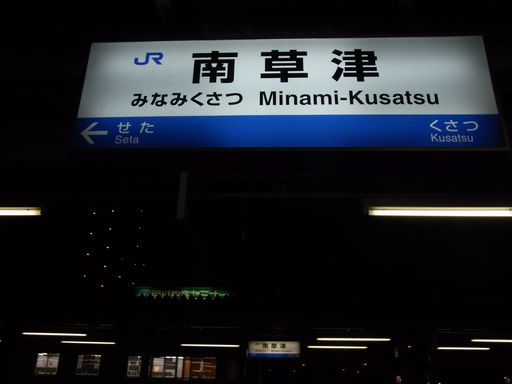 JR 南草津
みなみくさつ Minami-Kusatsu
← せた くさつ
Seta Kusatsu
南草津